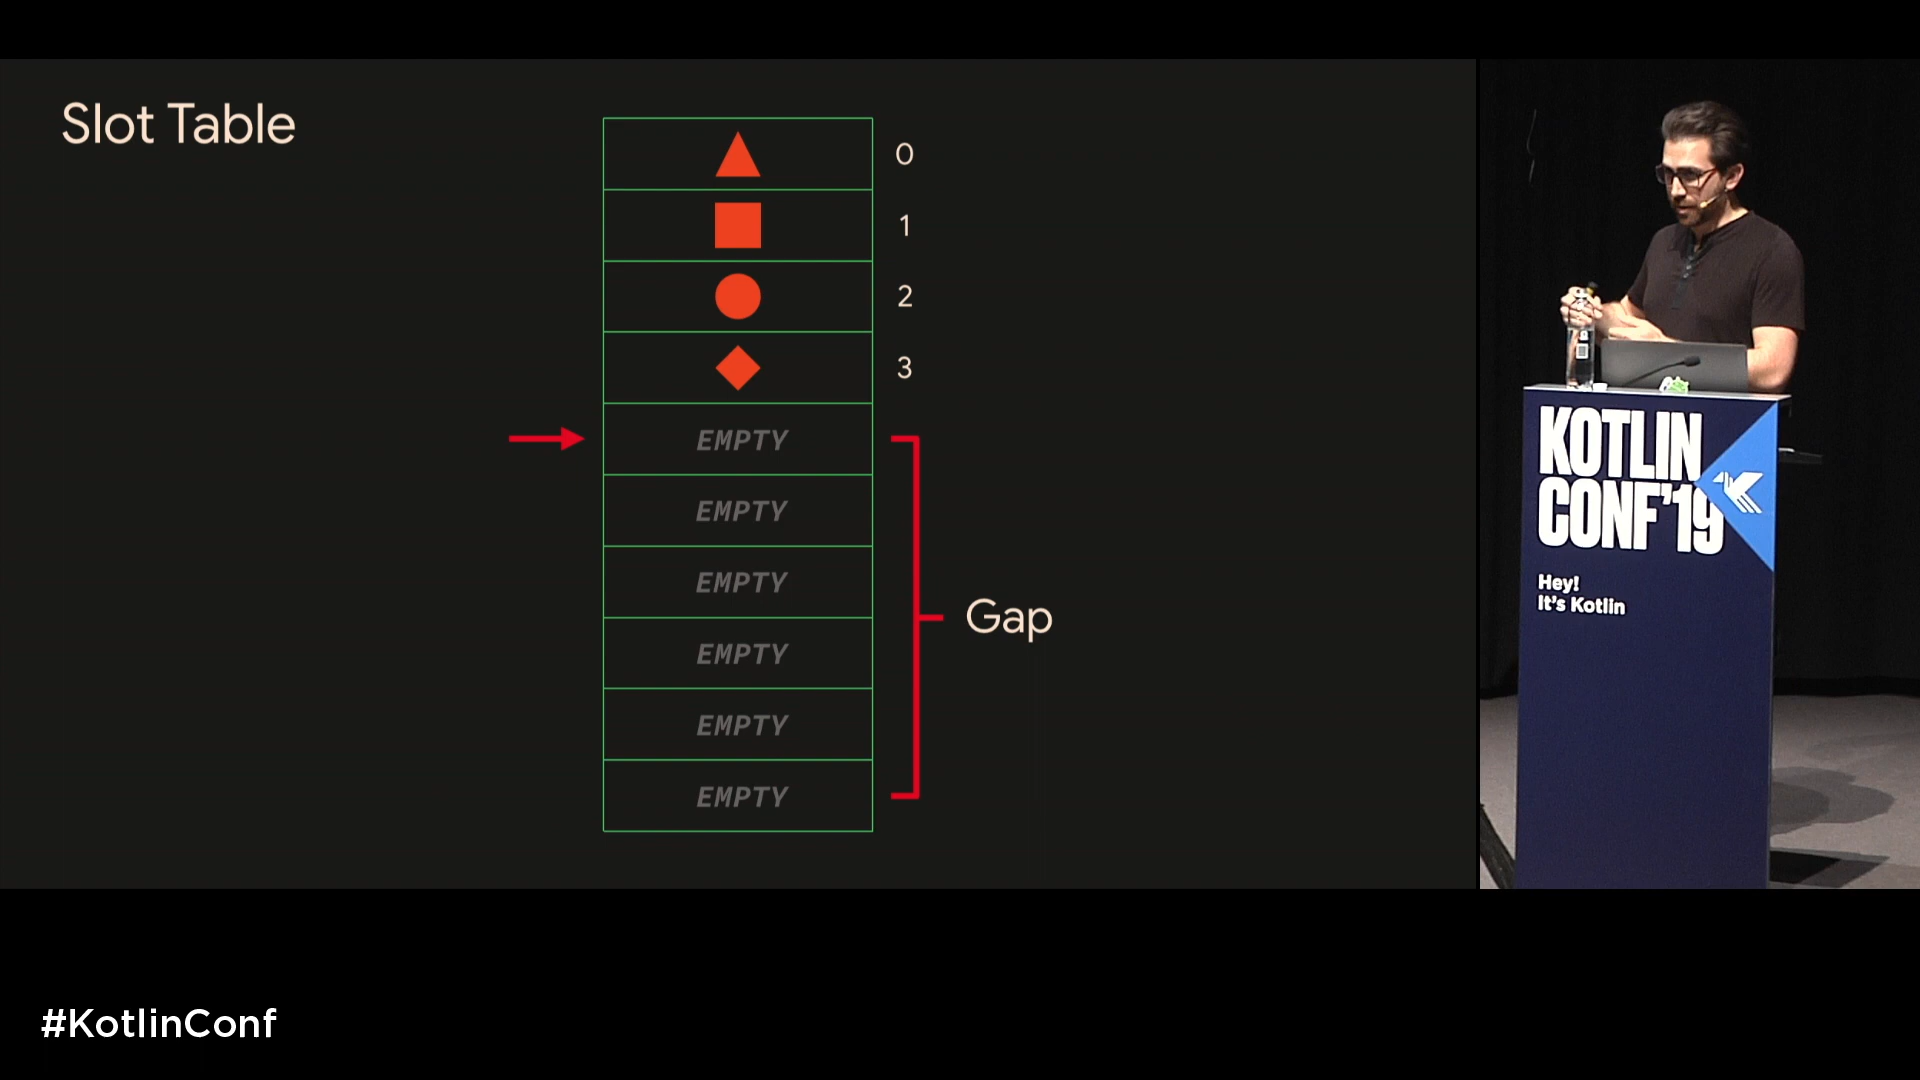 Slot Table
0
1
2
3
EMPTY
EMPTY
EMPTY
EMPTY
EMPTY
EMPTY
Gap
KOTLIN
CONF'19
Hey!
It's Kotlin
#KotlinConf